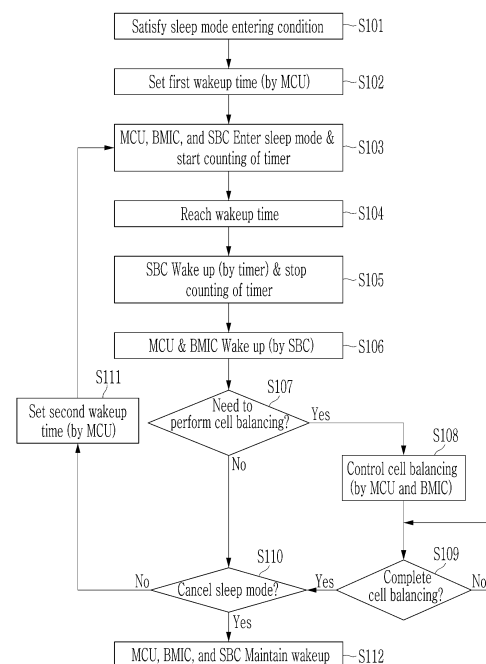 Satisfy sleep mode entering condition
S101
Set first wakeup time (by MCU)
S102
MCU, BMIC, and SBC Enter sleep mode &
start counting of timer
S103
Reach wakeup time
S104
SBC Wake up (by timer) & stop
counting of timer
S105
MCU & BMIC Wake up (by SBC)
S106
S111
Set second wakeup
time (by MCU)
S107
Need to
perform cell balancing?
Yes
No
S108
Control cell balancing
(by MCU and BMIC)
S109
Complete
cell balancing?
No
Yes
S110
Cancel sleep mode?
No
Yes
MCU, BMIC, and SBC Maintain wakeup
S112